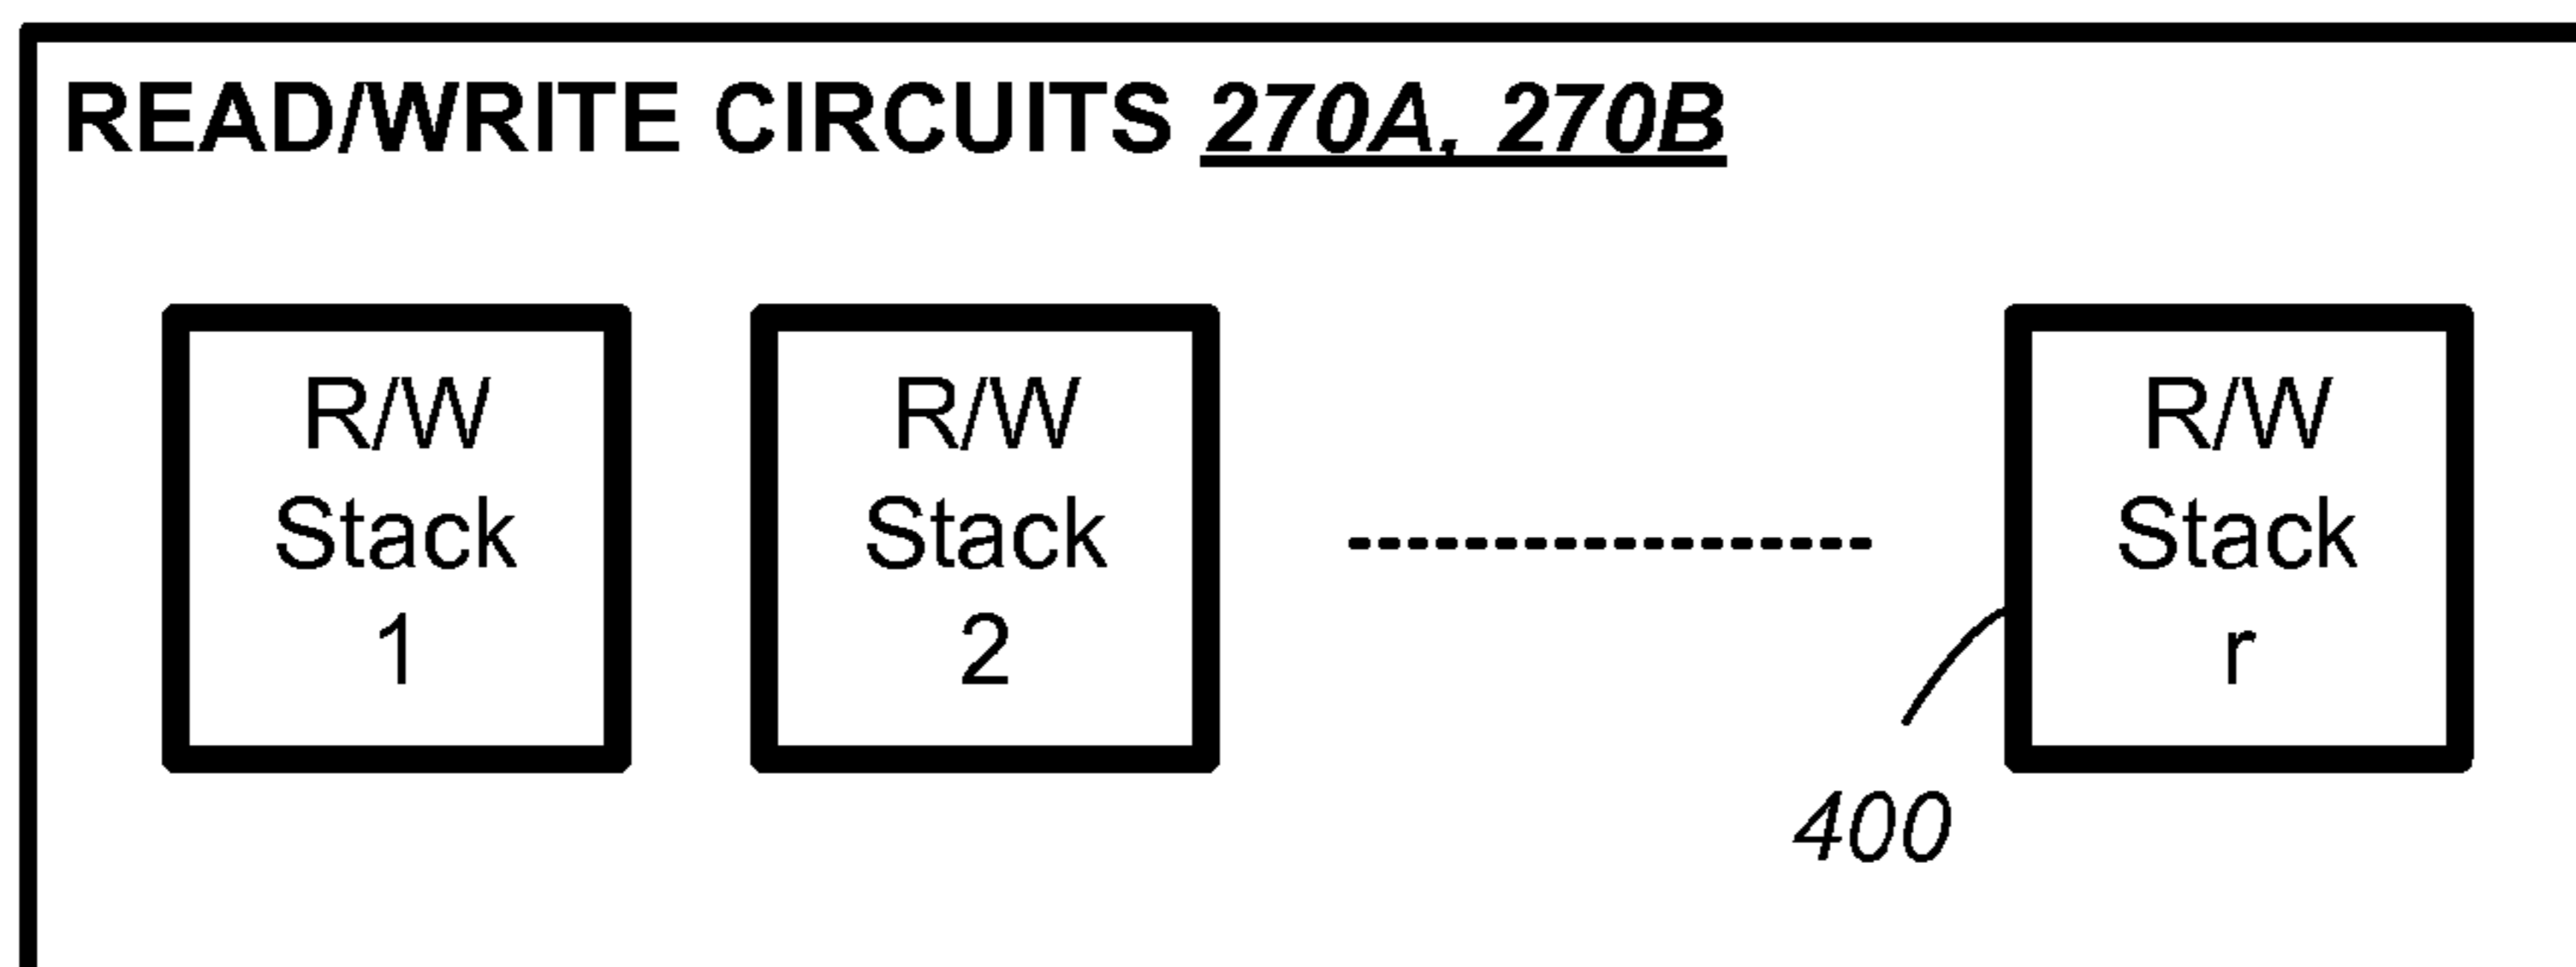 READ/WRITE CIRCUITS 270A, 270B
R/W
Stack
1
R/W
Stack
2
R/W
Stack
r
400